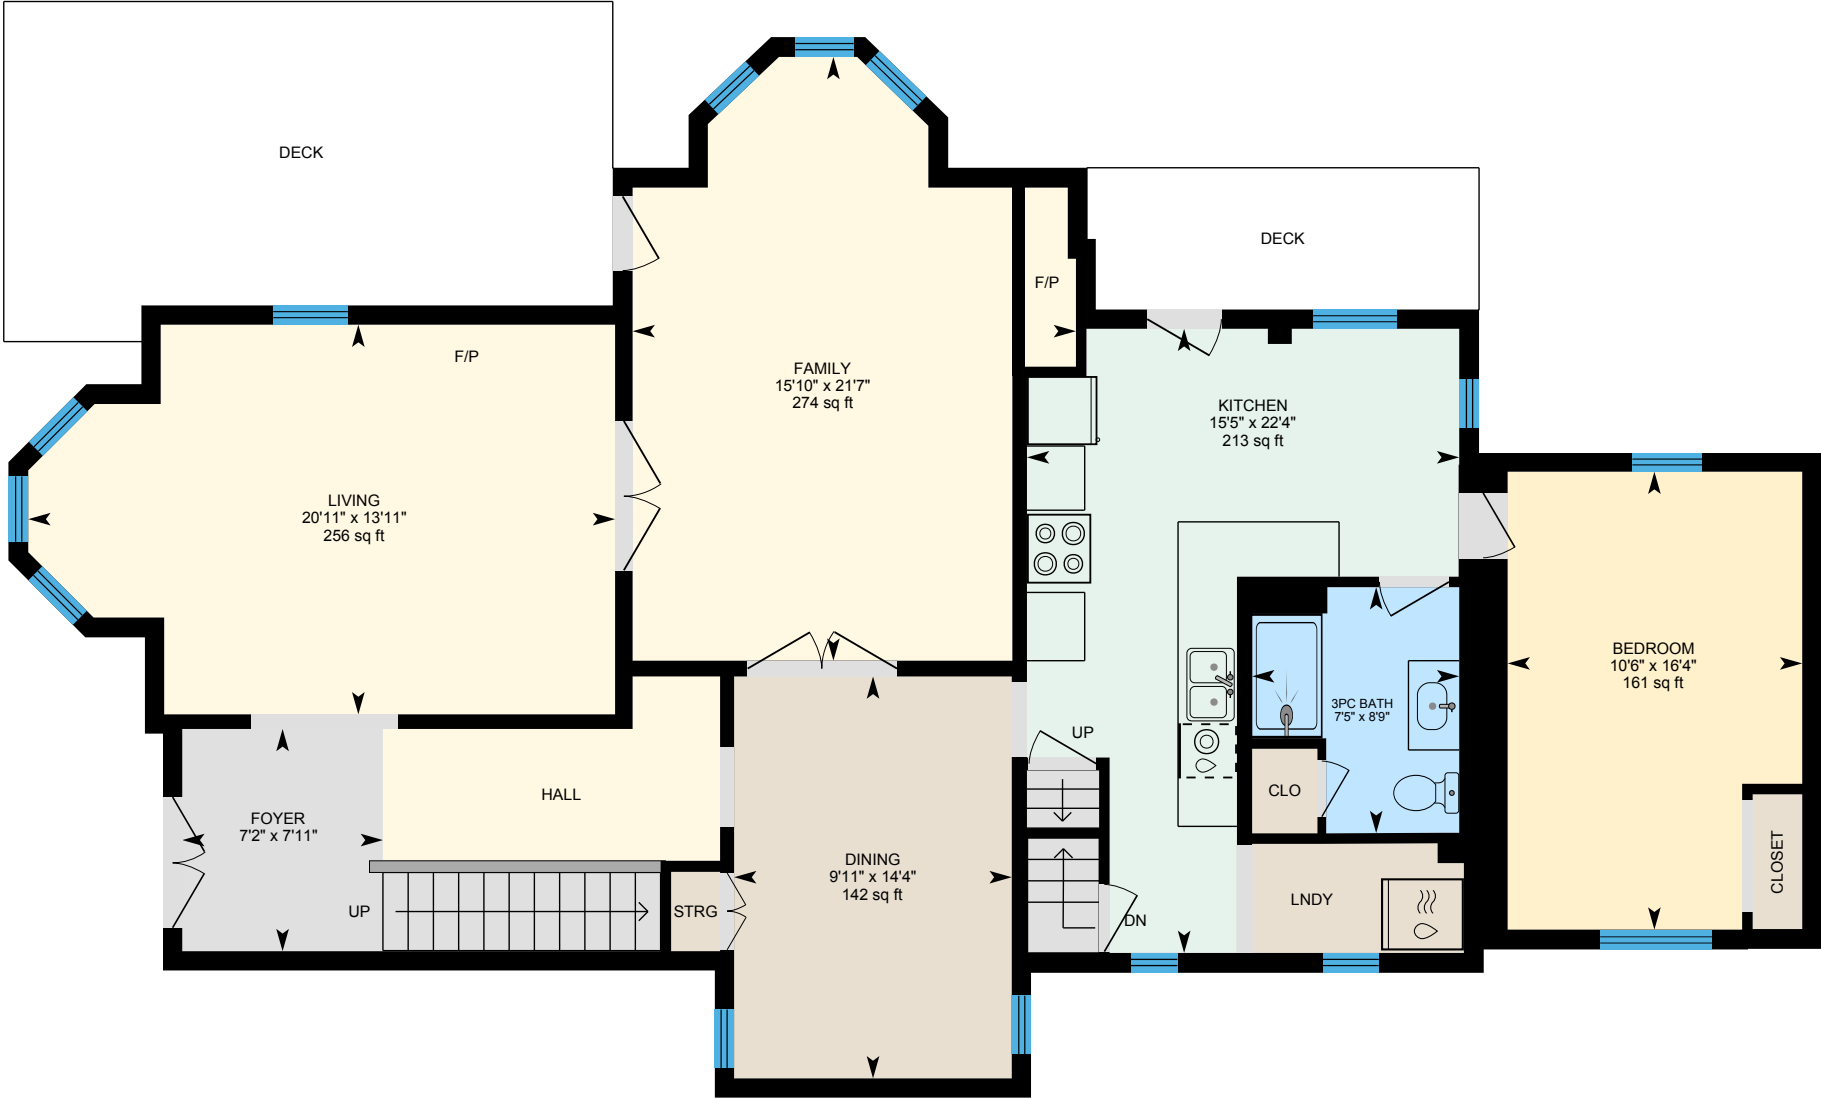 DECK
DECK
F/P
F/P
FAMILY
15'10" x 21'7"
274 sq ft
KITCHEN
15'5" x 22'4"
213 sq ft
LIVING
20'11" x 13'11"
256 sq ft
BEDROOM
10'6" x 16'4"
161 sq ft
3PC BATH
7'5" x 8'9"
UP
HALL
CLO
FOYER
7'2" x 7'11"
DINING
9'11" x 14'4"
142 sq ft
CLOSET
UP
STRG
LNDY
DN